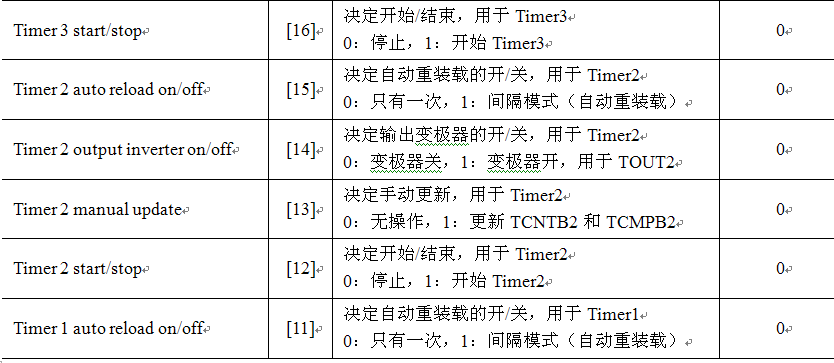 Timer 3 start/stop [16] 决定开始/结束，用于 Timer3 0
0：停止，1：开始 Timer3
Timer 2 auto reload on/off [15] 决定自动重装载的开/关，用于 Timer2 0
0：只有一次，1：间隔模式（自动重装载）
Timer 2 output inverter on/off [14] 决定输出变极器的开/关，用于 Timer2 0
0：变极器关，1：变极器开，用于 TOUT2
Timer 2 manual update [13] 决定手动更新，用于 Timer2 0
0：无操作，1：更新 TCNTB2 和 TCMPB2
Timer 2 start/stop [12] 决定开始/结束，用于 Timer2 0
0：停止，1：开始 Timer2
Timer 1 auto reload on/off [11] 决定自动重装载的开/关，用于 Timer1 0
0：只有一次，1：间隔模式（自动重装载）